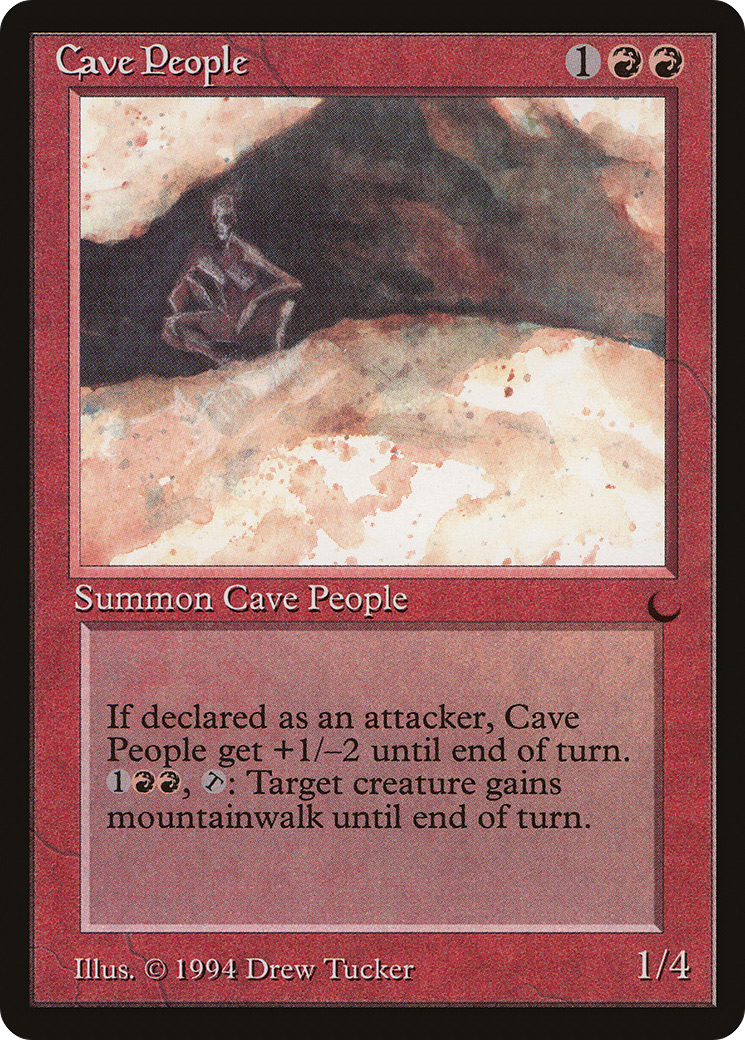 Cave People 1
Summon Cave People
If declared as an attacker, Cave
People get +1/–2 until end of turn.
1, T: Target creature gains
mountainwalk until end of turn.
Illus. © 1994 Drew Tucker 1/4